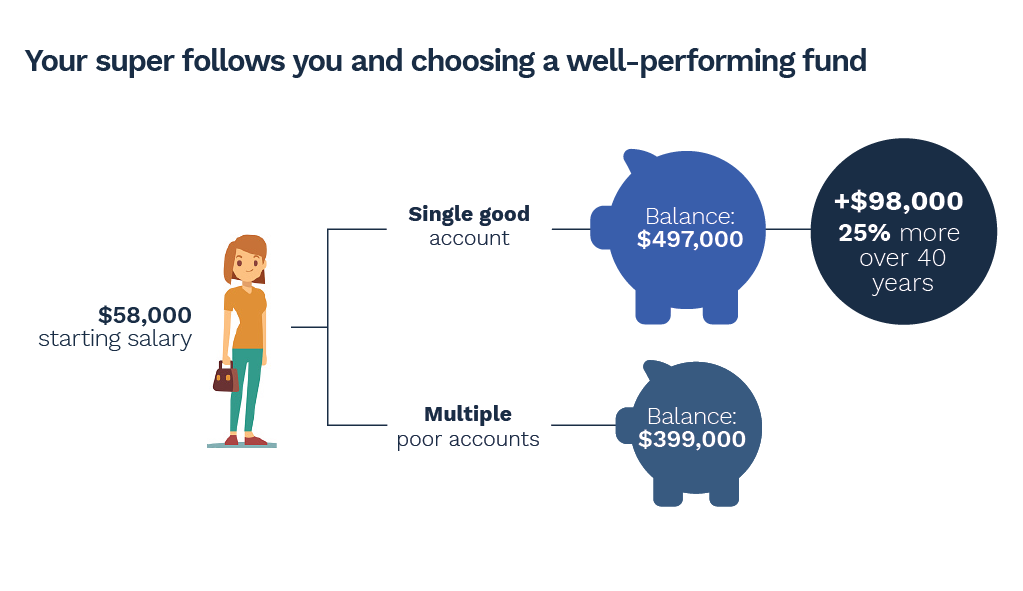 Your super follows you and choosing a well-performing fund
$58,000
starting salary
Single good
account
Balance:
$497,000
+$98,000
25% more
over 40
years
Multiple
poor accounts
Balance:
$399,000